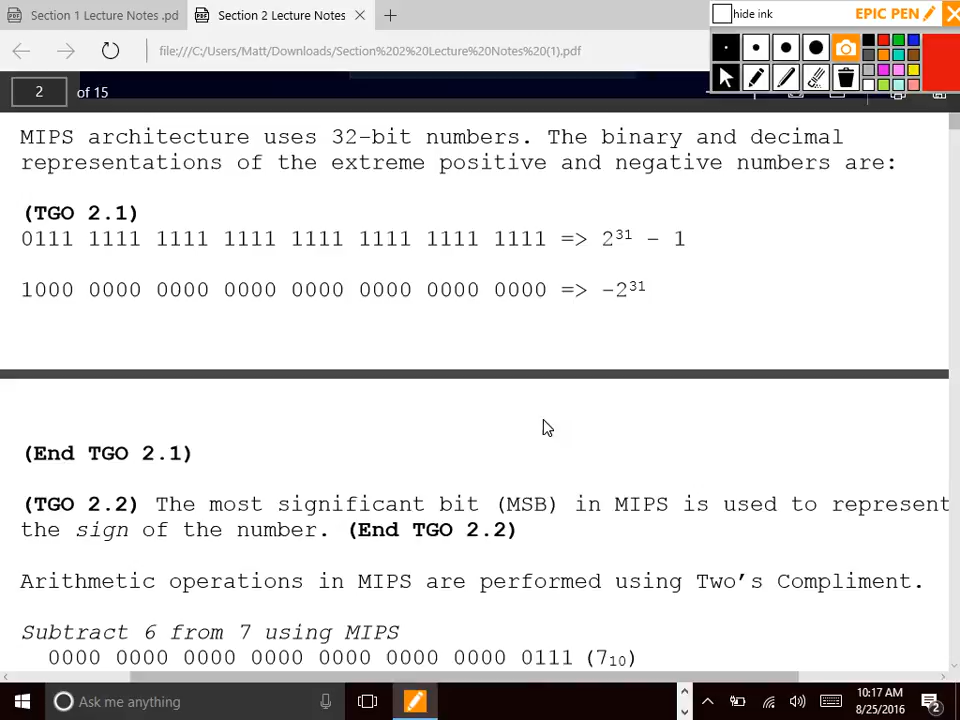 Section 1 Lecture Notes .pd
Section 2 Lecture Notes
hide ink
EPIC PEN
file:///C:/Users/Matt/Downloads/Section%202%20Lecture%20Notes%20(1).pdf
2 of 15
MIPS architecture uses 32-bit numbers. The binary and decimal
representations of the extreme positive and negative numbers are:
(TGO 2.1)
0111 1111 1111 1111 1111 1111 1111 1111 => 2³¹ - 1
1000 0000 0000 0000 0000 0000 0000 0000 => -2³¹
(End TGO 2.1)
(TGO 2.2) The most significant bit (MSB) in MIPS is used to represent
the sign of the number. (End TGO 2.2)
Arithmetic operations in MIPS are performed using Two's Compliment.
Subtract 6 from 7 using MIPS
0000 0000 0000 0000 0000 0000 0000 0111 (7₁₀)
Ask me anything
10:17 AM
8/25/2016
2